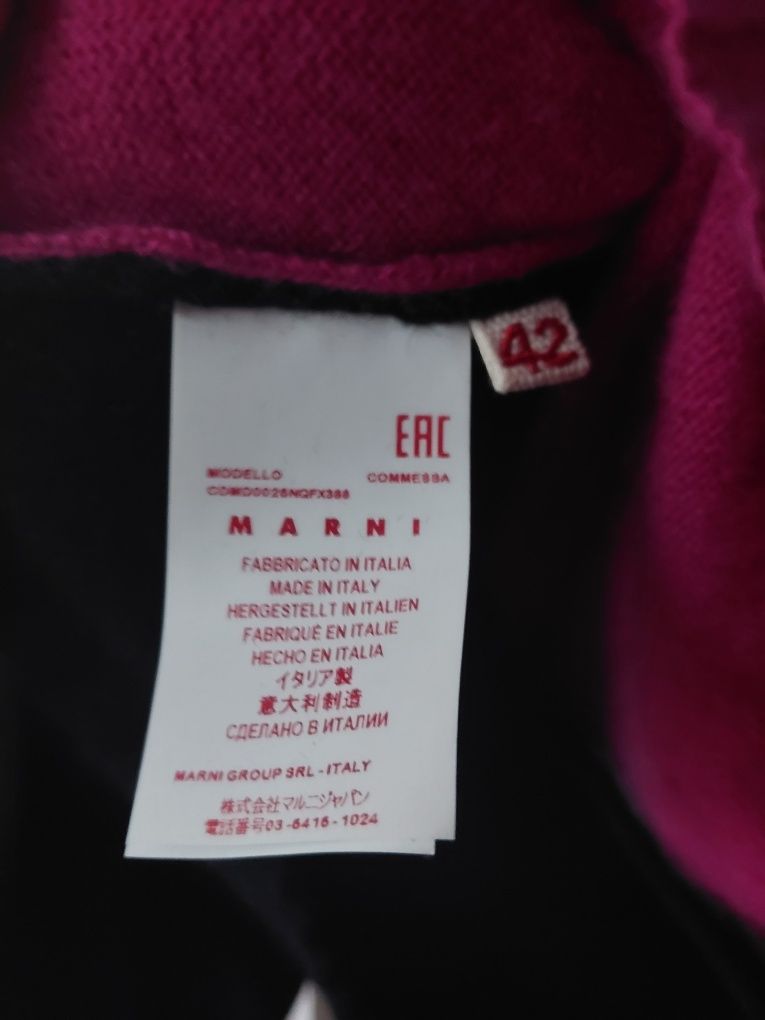 42
EAC
MODELLO COMMESSA
CDMD0026NQFX386
MARNI
FABBRICATO IN ITALIA
MADE IN ITALY
HERGESTELLT IN ITALIEN
FABRIQUÉ EN ITALIE
HECHO EN ITALIA
イタリア製
意大利制造
СДЕЛАНО В ИТАЛИИ
MARNI GROUP SRL - ITALY
株式会社マルニジャパン
電話番号03-6416-1024